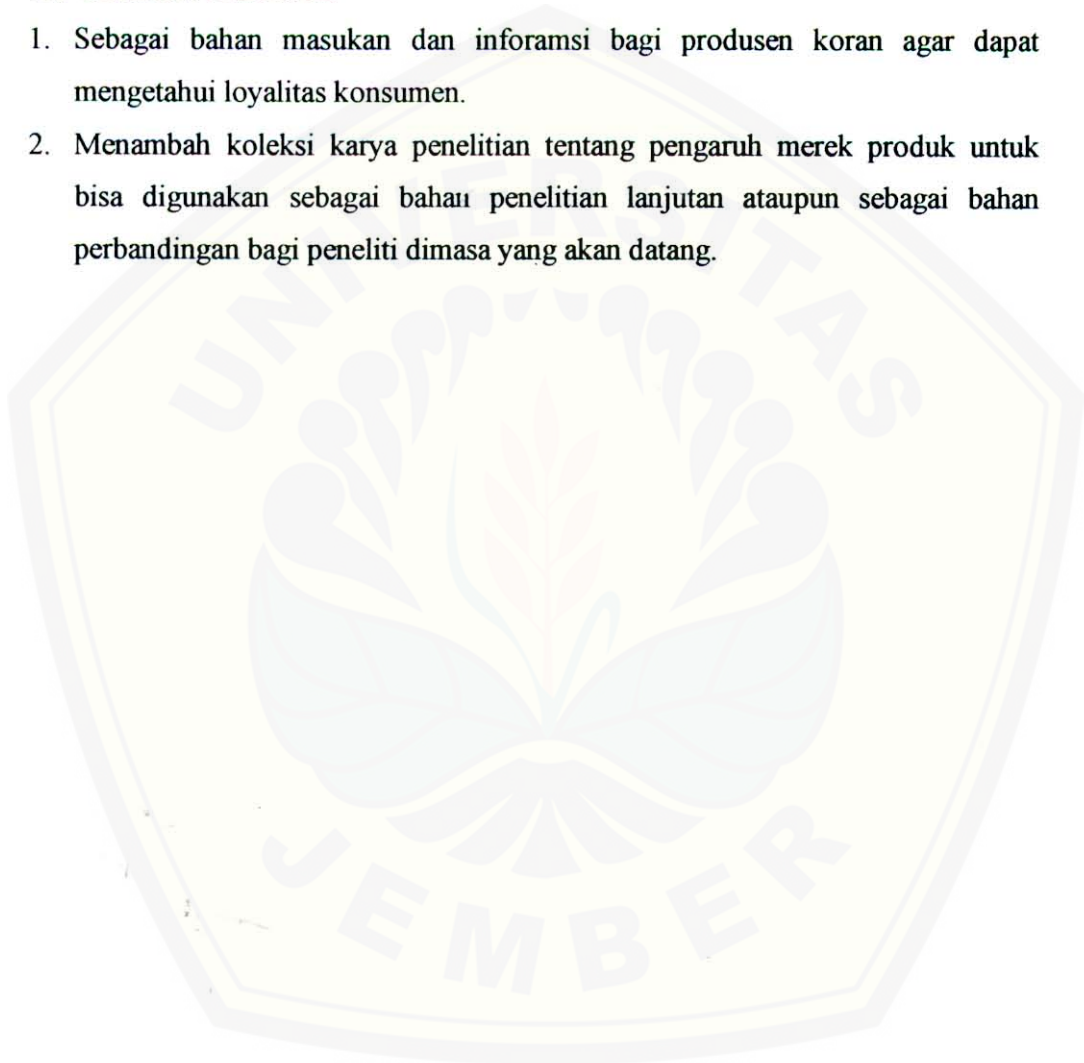 1. Sebagai bahan masukan dan inforamsi bagi produsen koran agar dapat
mengetahui loyalitas konsumen.
2. Menambah koleksi karya penelitian tentang pengaruh merek produk untuk
bisa digunakan sebagai bahan penelitian lanjutan ataupun sebagai bahan
perbandingan bagi peneliti dimasa yang akan datang.
UNIVERSITAS
JEMBER